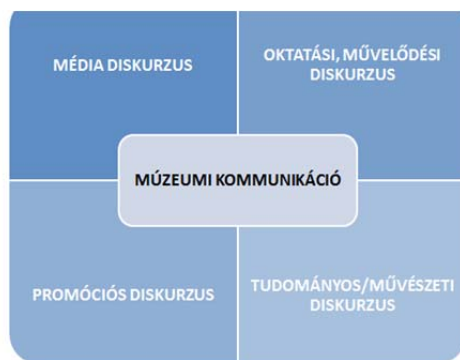 MÉDIA DISKURZUS
OKTATÁSI, MŰVELŐDÉSI
DISKURZUS
MÚZEUMI KOMMUNIKÁCIÓ
PROMÓCIÓS DISKURZUS
TUDOMÁNYOS/MŰVÉSZETI
DISKURZUS